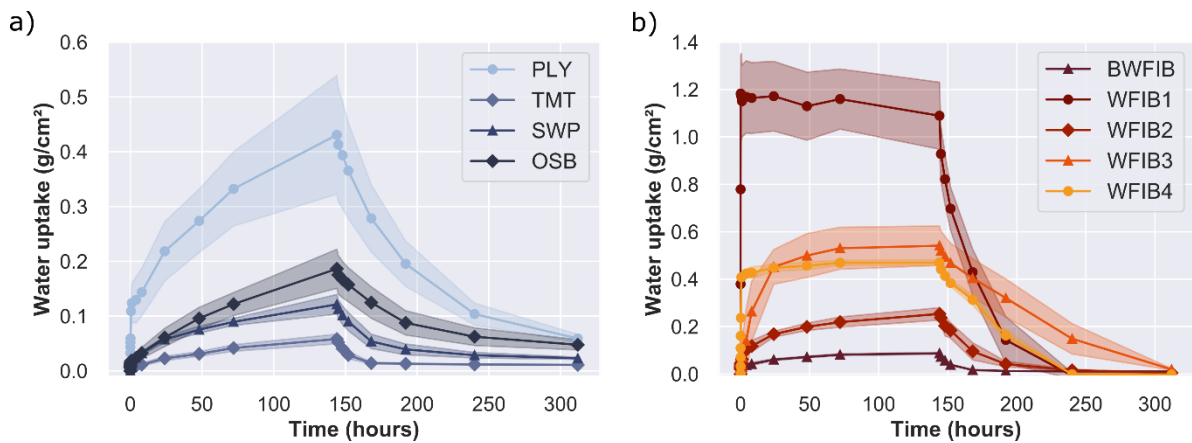 a)
0.6
0.5
0.4
0.3
0.2
0.1
0.0
Water uptake (g/cm²)
PLY
TMT
SWP
OSB
0 50 100 150 200 250 300
Time (hours)
b)
1.4
1.2
1.0
0.8
0.6
0.4
0.2
0.0
Water uptake (g/cm²)
BWFIB
WFIB1
WFIB2
WFIB3
WFIB4
0 50 100 150 200 250 300
Time (hours)